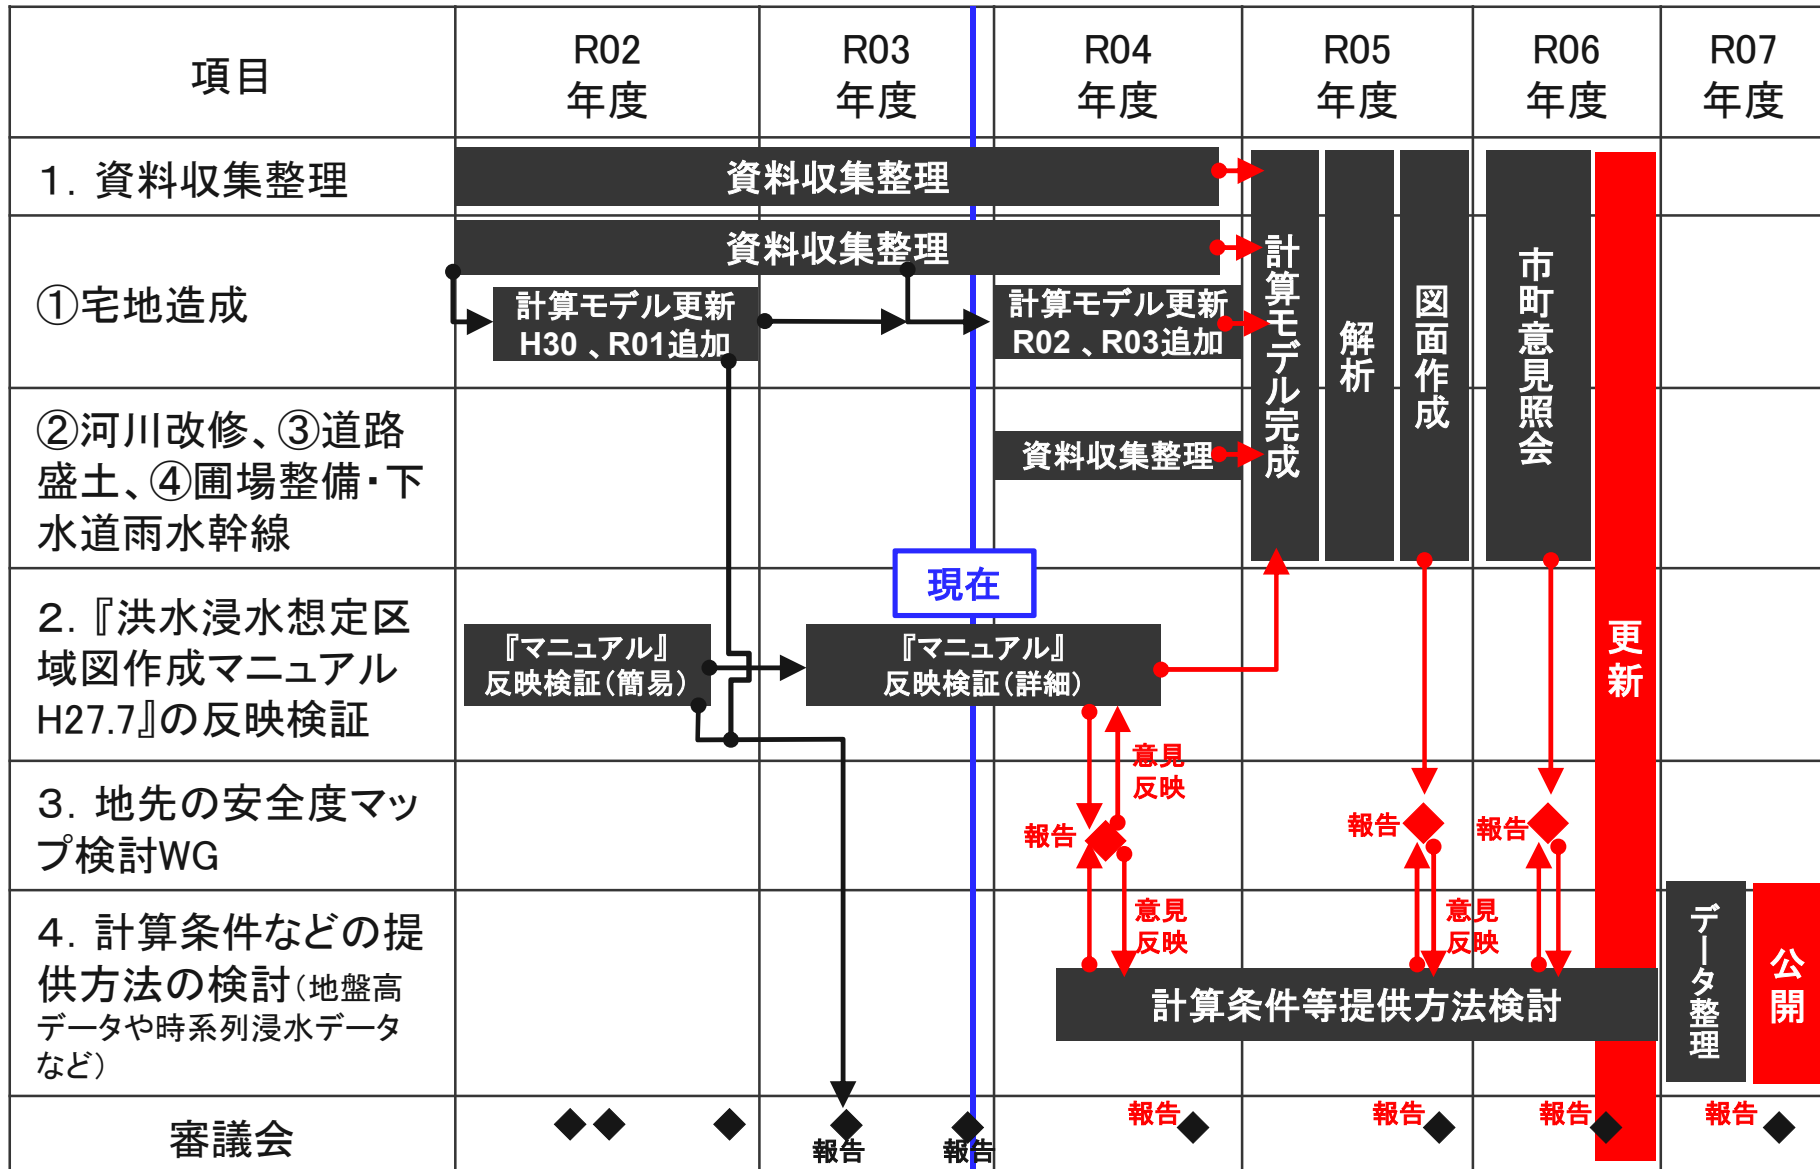 項目
R02
年度
R03
年度
R04
年度
R05
年度
R06
年度
R07
年度
1．資料収集整理
資料収集整理
①宅地造成
資料収集整理
計算モデル更新
H30 、R01追加
計算モデル更新
R02 、R03追加
計算モデル完成
解析
図面作成
市町意見照会
更新
②河川改修、③道路
盛土、④圃場整備・下
水道雨水幹線
資料収集整理
現在
2．『洪水浸水想定区
域図作成マニュアル
H27.7』の反映検証
『マニュアル』
反映検証（簡易）
『マニュアル』
反映検証（詳細）
意見
反映
3．地先の安全度マッ
プ検討WG
報告
報告
報告
4．計算条件などの提
供方法の検討（地盤高
データや時系列浸水データ
など）
意見
反映
意見
反映
計算条件等提供方法検討
データ整理
公開
審議会
報告
報告
報告
報告
報告
報告